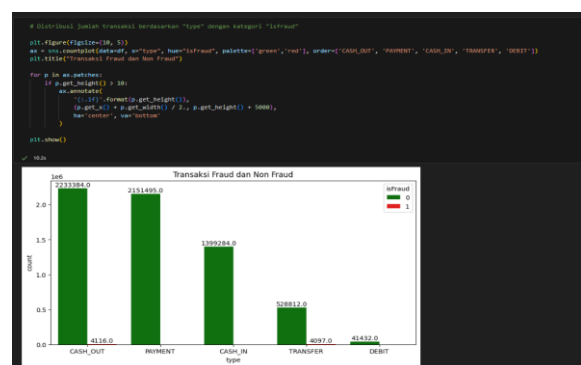 # Distribusi jumlah transaksi berdasarkan "type" dengan kategori "isFraud"
plt.figure(figsize=(10, 5))
ax = sns.countplot(data=df, x="type", hue="isFraud", palette=['green','red'], order=['CASH_OUT', 'PAYMENT', 'CASH_IN', 'TRANSFER', 'DEBIT'])
plt.title("Transaksi Fraud dan Non Fraud")
for p in ax.patches:
if p.get_height() > 10:
ax.annotate(
'{:.1f}'.format(p.get_height()),
(p.get_x() + p.get_width() / 2., p.get_height() + 5000),
ha='center', va='bottom'
)
plt.show()
✓ 10.2s
Transaksi Fraud dan Non Fraud
1e6
2233384.0
2151495.0
isFraud
0
1
2.0
1.5
1399284.0
count
1.0
528812.0
0.5
4116.0
4097.0
41432.0
0.0
CASH_OUT PAYMENT CASH_IN TRANSFER DEBIT
type